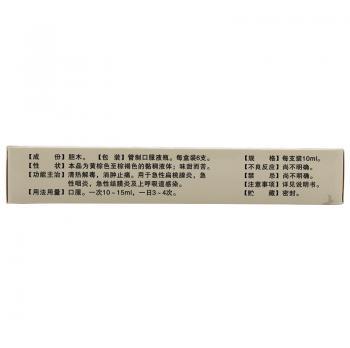 【成　份】胆木。【包　装】管制口服液瓶。每盒装6支。
【性　状】本品为黄棕色至棕褐色的黏稠液体；味甜而苦。
【功能主治】清热解毒，消肿止痛。用于急性扁桃腺炎，急
性咽炎，急性结膜炎及上呼吸道感染。
【用法用量】口服。一次10~15ml，一日3~4次。
【规　格】每支装10ml。
【不良反应】尚不明确。
【禁　忌】尚不明确。
【注意事项】详见说明书。
【贮　藏】密封。